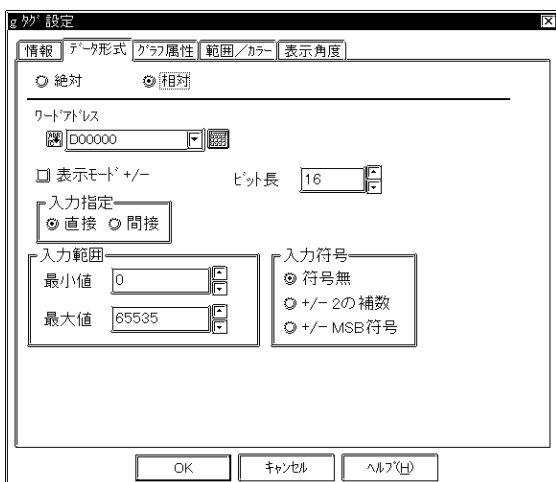 g ﾀｸﾞ 設定
情報 ﾃﾞｰﾀ形式 ｸﾞﾗﾌ属性 範囲／ｶﾗｰ 表示角度
絶対 相対
ﾜｰﾄﾞｱﾄﾞﾚｽ
D00000
表示ﾓｰﾄﾞ +/- ﾋﾞｯﾄ長 16
入力指定
直接 間接
入力範囲 入力符号
最小値 0 符号無
最大値 65535 +/- 2の補数
+/- MSB符号
OK ｷｬﾝｾﾙ ﾍﾙﾌﾟ(H)